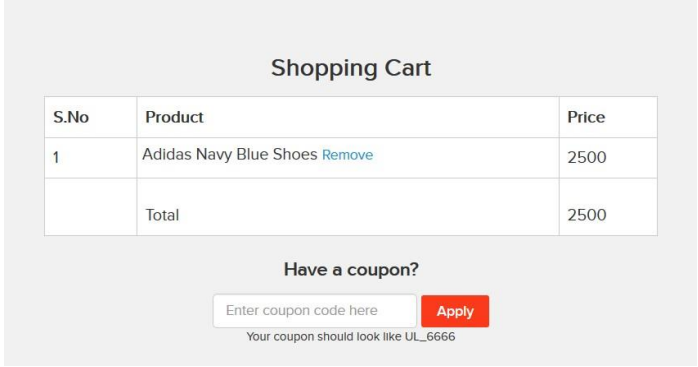 Shopping Cart
S.No Product Price
1 Adidas Navy Blue Shoes Remove 2500
Total 2500
Have a coupon?
Enter coupon code here Apply
Your coupon should look like UL_6666